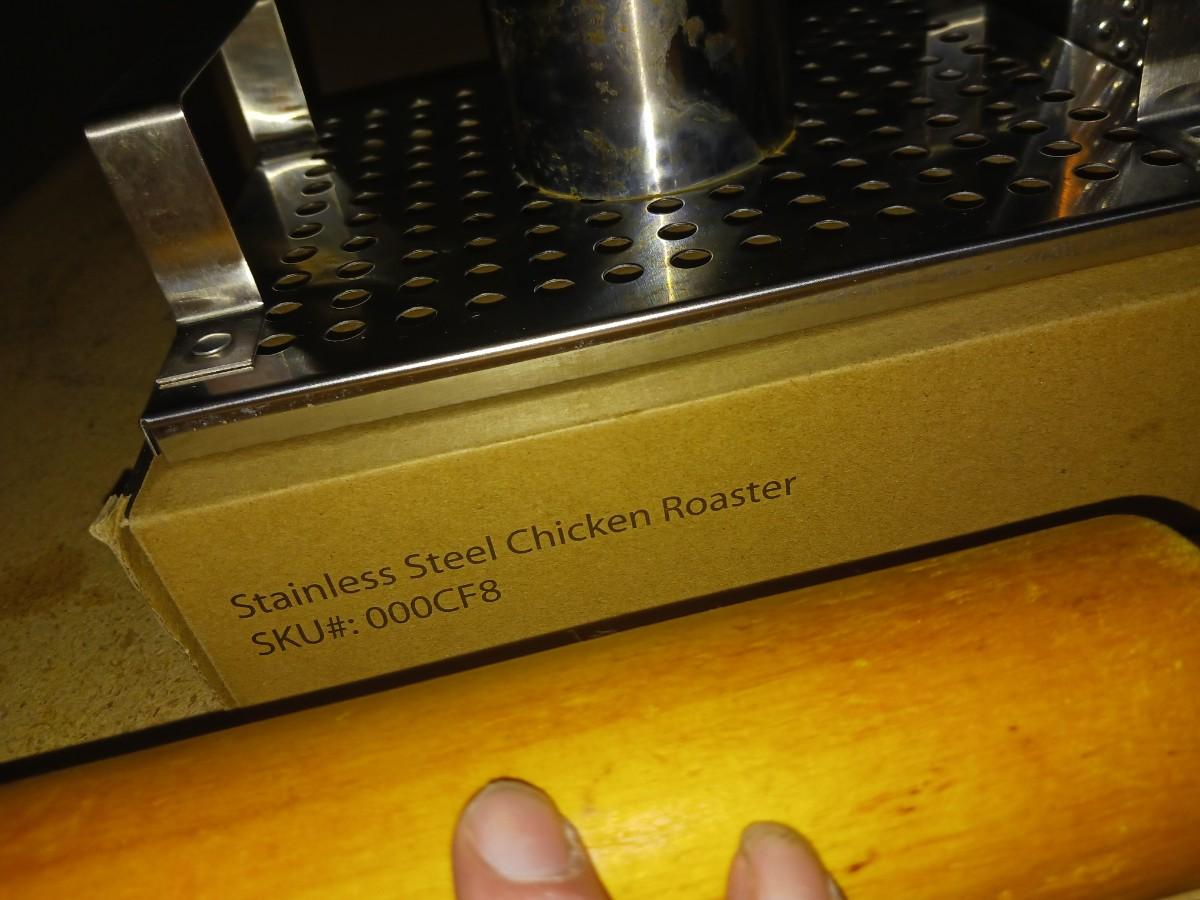 Stainless Steel Chicken Roaster
SKU#: 000CF8